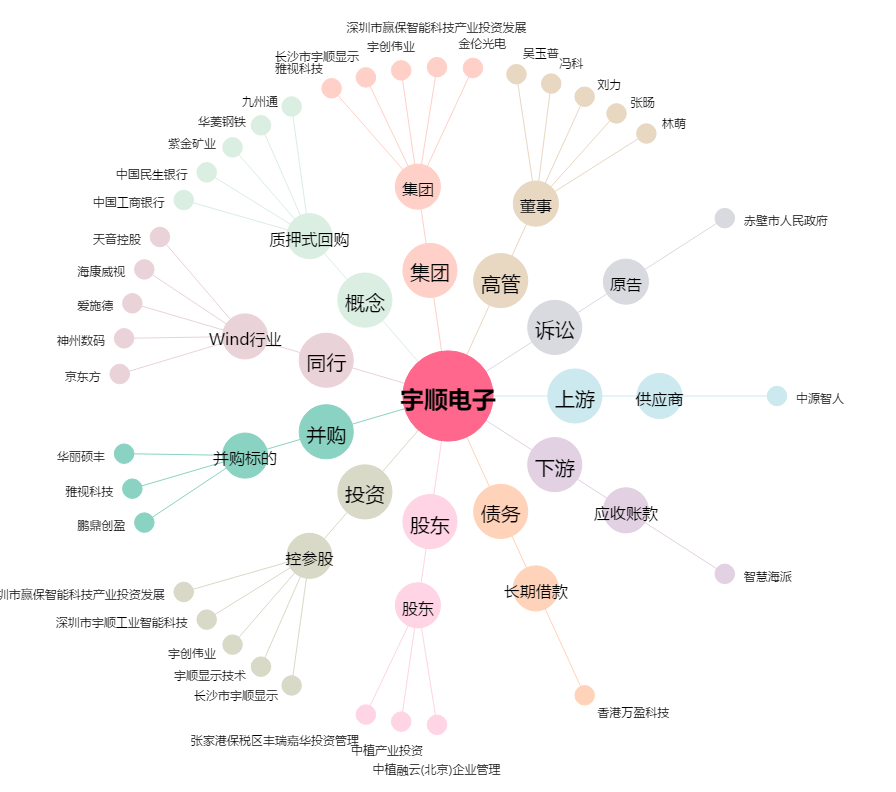 深圳市赢保智能科技产业投资发展
宇创伟业
金伦光电
长沙市宇顺显示
雅视科技
吴玉普
冯科
刘力
张旸
林萌
九州通
华菱钢铁
紫金矿业
中国民生银行
中国工商银行
集团
董事
质押式回购
赤壁市人民政府
天音控股
海康威视
爱施德
神州数码
京东方
集团
高管
原告
概念
诉讼
Wind行业
同行
宇顺电子
上游
供应商
中源智人
并购
并购标的
华丽硕丰
雅视科技
鹏鼎创盈
下游
应收账款
智慧海派
投资
股东
债务
控参股
长期借款
圳市赢保智能科技产业投资发展
深圳市宇顺工业智能科技
宇创伟业
宇顺显示技术
长沙市宇顺显示
股东
香港万盈科技
张家港保税区丰瑞嘉华投资管理
中植产业投资
中植融云(北京)企业管理